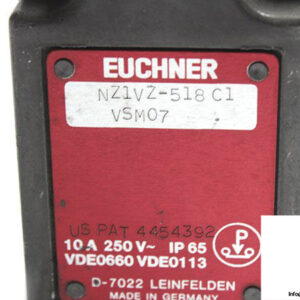 EUCHNER
NZ1VZ-518 C1
VSM07
US PAT 4454392
10 A 250 V~ IP 65
VDE0660 VDE0113
D-7022 LEINFELDEN
MADE IN GERMANY